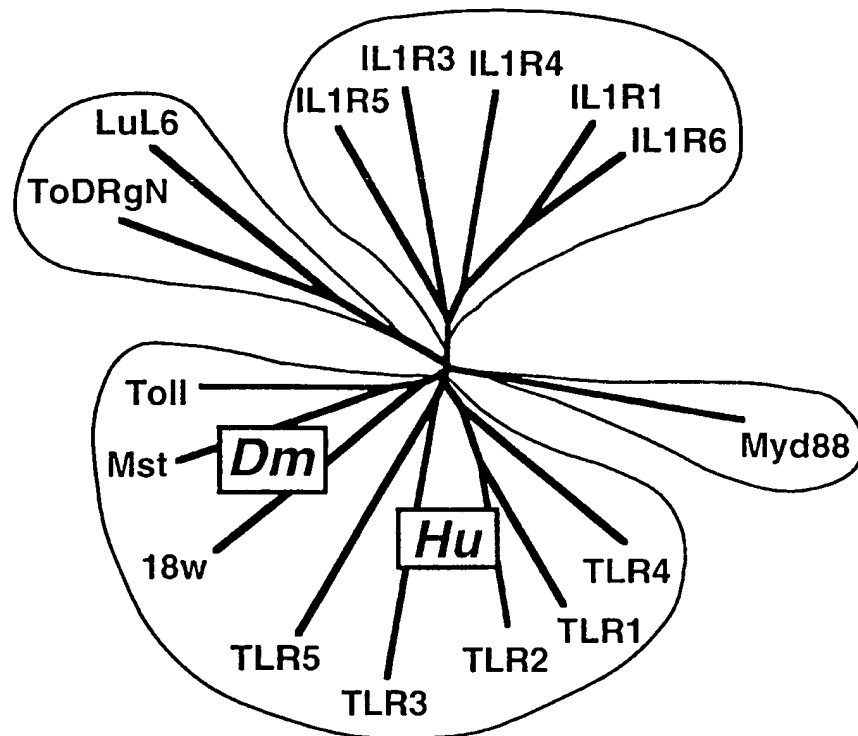 IL1R3
IL1R4
IL1R5
IL1R1
LuL6
IL1R6
ToDRgN
Toll
Myd88
Mst
Dm
18w
Hu
TLR4
TLR1
TLR5
TLR2
TLR3